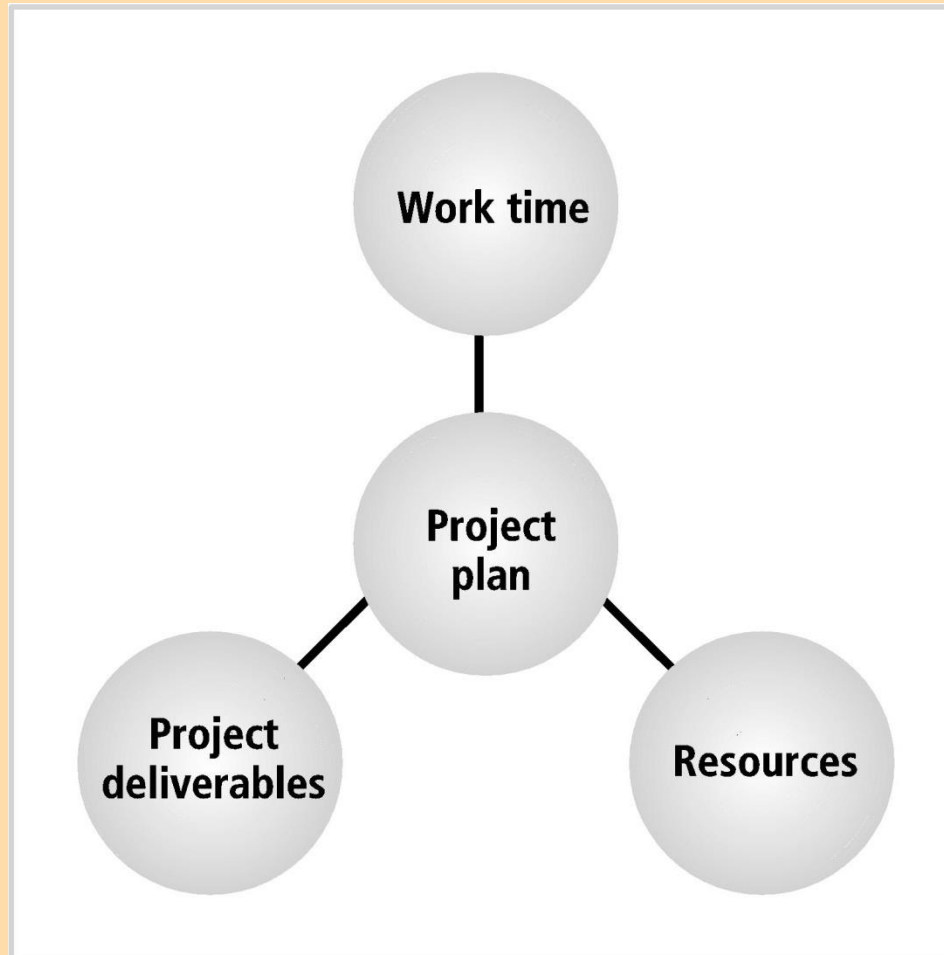 Work time
Project
plan
Project
deliverables
Resources